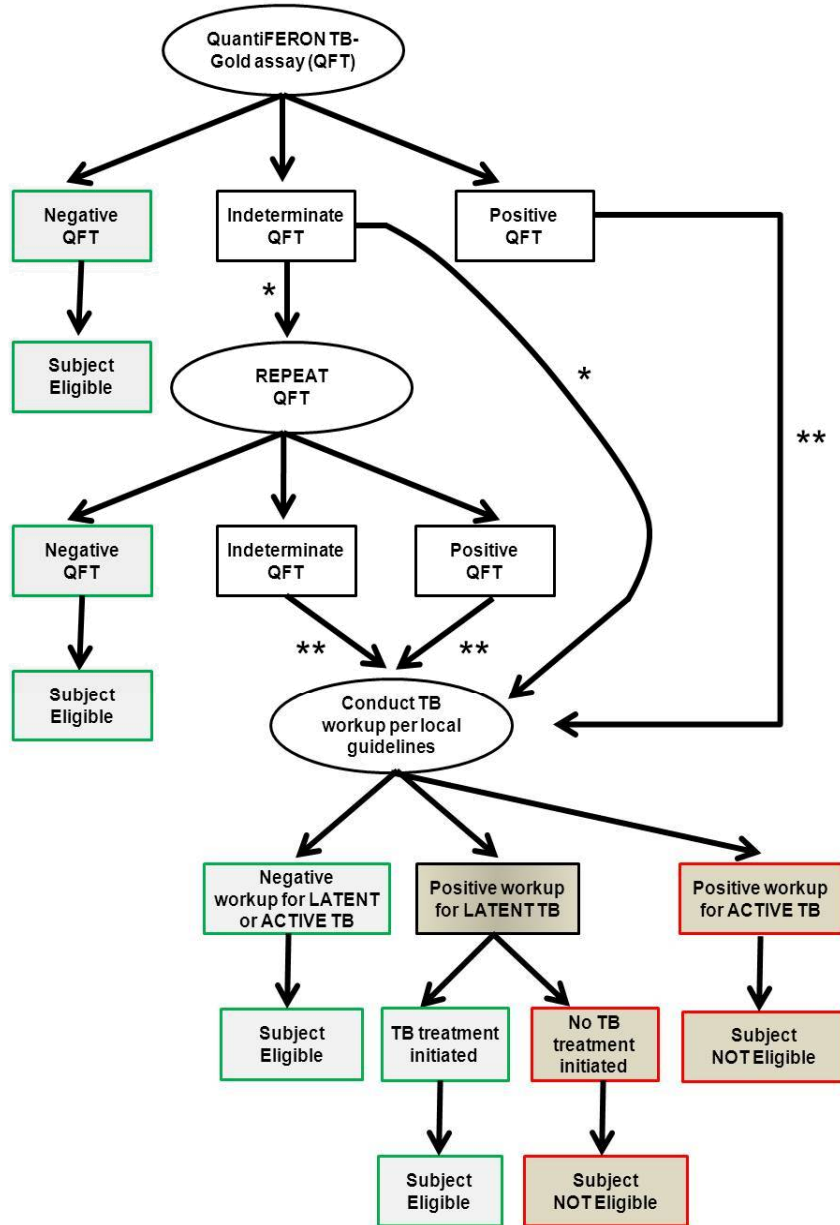 QuantiFERON TB-
Gold assay (QFT)
Negative
QFT
Indeterminate
QFT
Positive
QFT
*
Subject
Eligible
REPEAT
QFT
*
**
Negative
QFT
Indeterminate
QFT
Positive
QFT
**
**
Subject
Eligible
Conduct TB
workup per local
guidelines
Negative
workup for LATENT
or ACTIVE TB
Positive workup
for LATENT TB
Positive workup
for ACTIVE TB
Subject
Eligible
TB treatment
initiated
No TB
treatment
initiated
Subject
NOT Eligible
Subject
Eligible
Subject
NOT Eligible